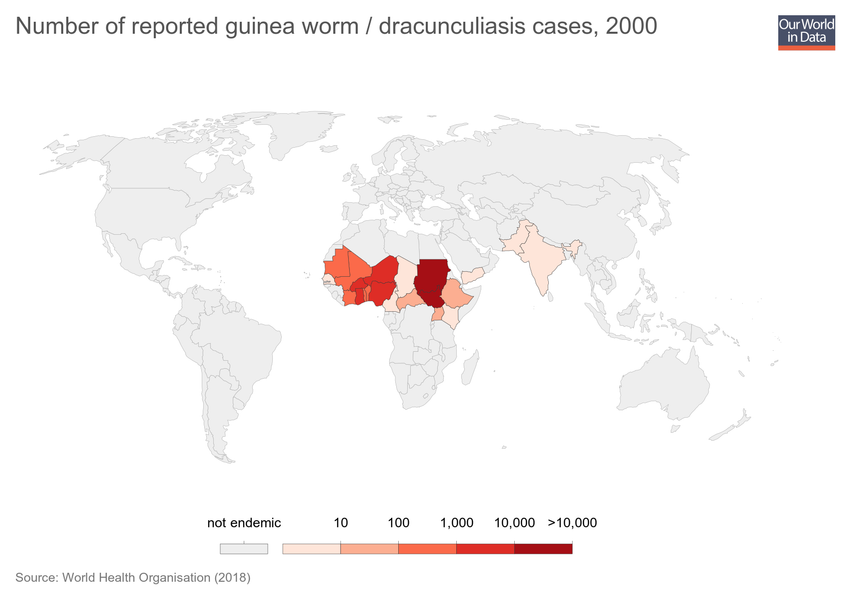 Number of reported guinea worm / dracunculiasis cases, 2000
Our World
in Data
not endemic 10 100 1,000 10,000 >10,000
Source: World Health Organisation (2018)